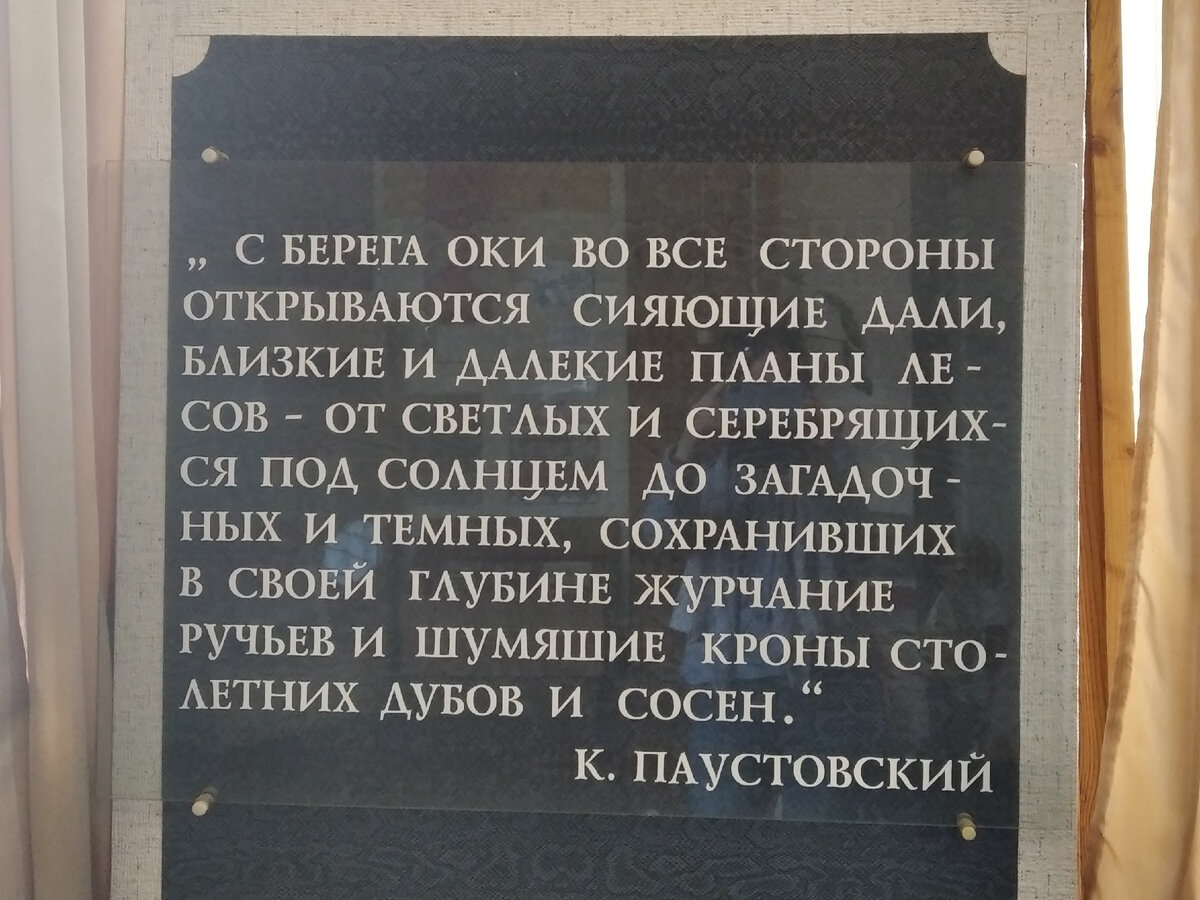 „ С БЕРЕГА ОКИ ВО ВСЕ СТОРОНЫ
ОТКРЫВАЮТСЯ СИЯЮЩИЕ ДАЛИ,
БЛИЗКИЕ И ДАЛЕКИЕ ПЛАНЫ ЛЕ-
СОВ - ОТ СВЕТЛЫХ И СЕРЕБРЯЩИХ-
СЯ ПОД СОЛНЦЕМ ДО ЗАГАДОЧ-
НЫХ И ТЕМНЫХ, СОХРАНИВШИХ
В СВОЕЙ ГЛУБИНЕ ЖУРЧАНИЕ
РУЧЬЕВ И ШУМЯШИЕ КРОНЫ СТО-
ЛЕТНИХ ДУБОВ И СОСЕН.“
К. ПАУСТОВСКИЙ